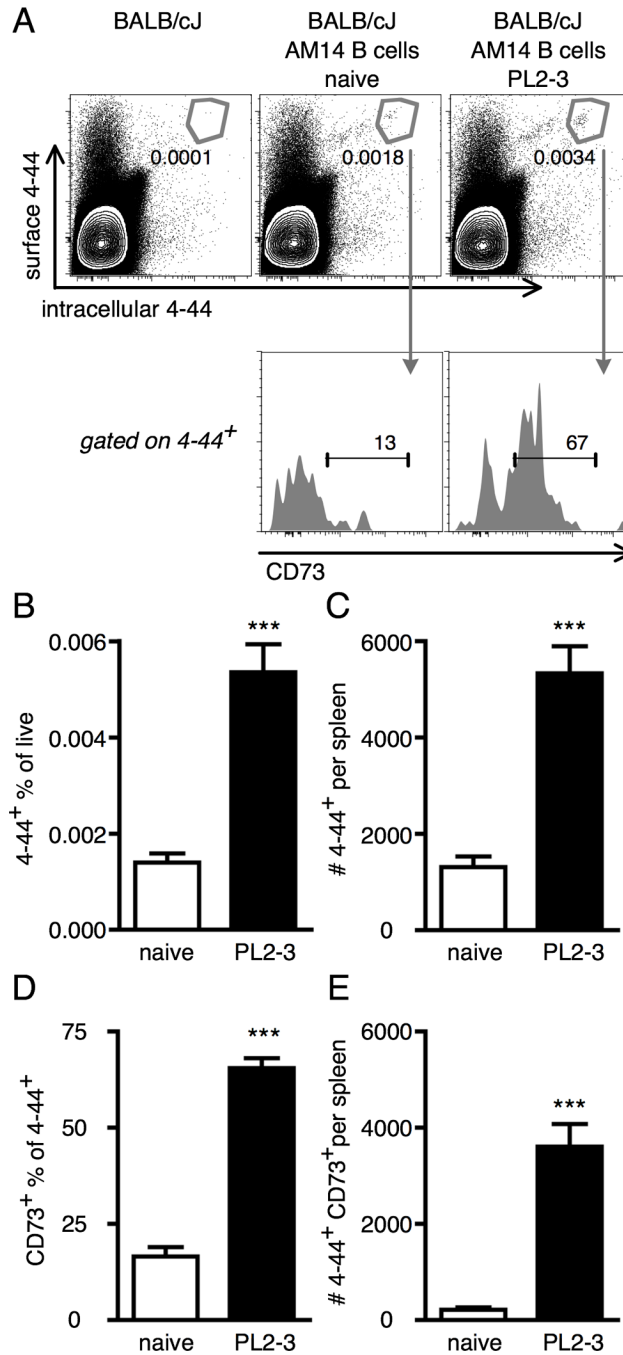 A
BALB/cJ
BALB/cJ
AM14 B cells
naive
BALB/cJ
AM14 B cells
PL2-3
surface 4-44
0.0001
0.0018
0.0034
intracellular 4-44
gated on 4-44+
13
67
CD73
B
4-44+ % of live
0.006
0.004
0.002
0.000
***
naive PL2-3
C
# 4-44+ per spleen
6000
4000
2000
0
***
naive PL2-3
D
CD73+ % of 4-44+
75
50
25
0
***
naive PL2-3
E
# 4-44+ CD73+per spleen
6000
4000
2000
0
***
naive PL2-3